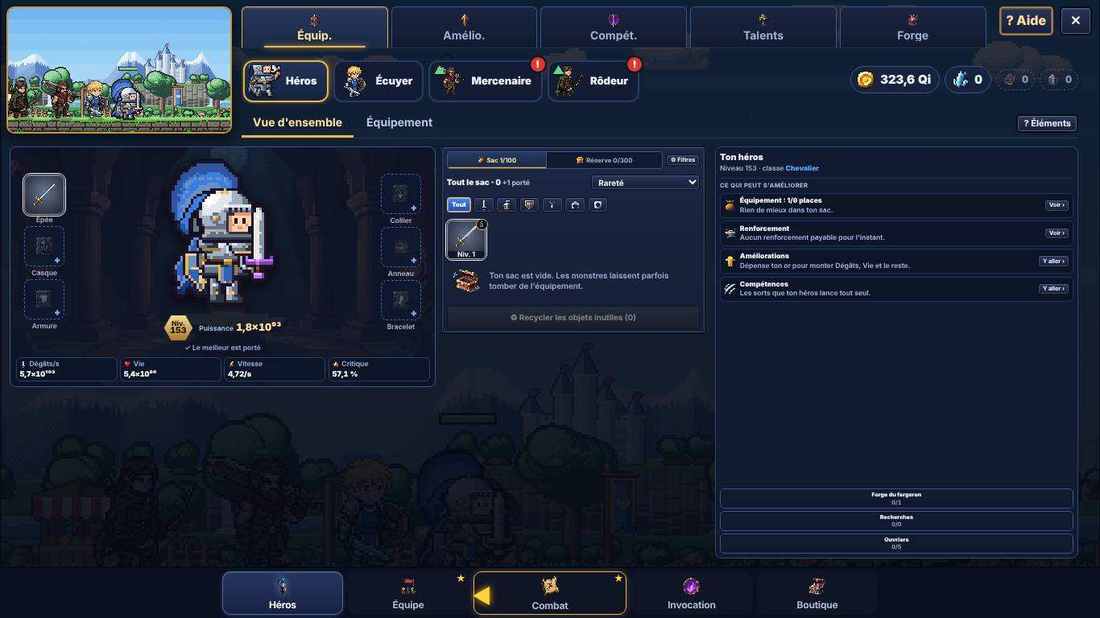 Équip.
Amélio.
Compét.
Talents
Forge
? Aide
✕
Héros
Écuyer
Mercenaire
!
Rôdeur
!
323,6 Qi
0
0
0
Vue d'ensemble
Équipement
? Éléments
Épée
Casque
Armure
Collier
Anneau
Bracelet
Niv.
153
Puissance 1,8×10⁹³
✓ Le meilleur est porté
Dégâts/s
Vie
4,72/s
Vitesse
Critique
57,1 %
Sac 1/100
Réserve 0/300
Filtres
Tout le sac · 0 +1 porté
Rareté
Tout
Niv. 1
Ton sac est vide. Les monstres laissent parfois
tomber de l'équipement.
Recycler les objets inutiles (0)
Ton héros
Niveau 153 · classe Chevalier
CE QUI PEUT S'AMÉLIORER
Équipement : 1/6 places
Rien de mieux dans ton sac.
Voir ›
Renforcement
Aucun renforcement payable pour l'instant.
Voir ›
Améliorations
Dépense ton or pour monter Dégâts, Vie et le reste.
Y aller ›
Compétences
Les sorts que ton héros lance tout seul.
Y aller ›
Forge du forgeron
0/1
Recherches
0/0
Ouvriers
0/5
Héros
Équipe
Combat
Invocation
Boutique